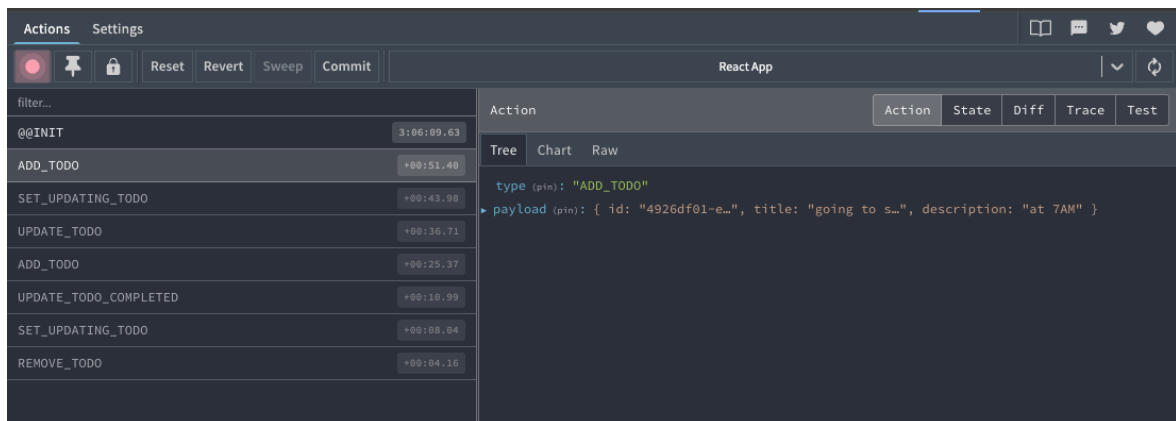 Actions Settings
Reset Revert Sweep Commit React App
filter...
@@INIT 3:06:09.63
ADD_TODO +00:51.40
SET_UPDATING_TODO +00:43.98
UPDATE_TODO +00:36.71
ADD_TODO +00:25.37
UPDATE_TODO_COMPLETED +00:10.99
SET_UPDATING_TODO +00:08.04
REMOVE_TODO +00:04.16
Action Action State Diff Trace Test
Tree Chart Raw
type (pin): "ADD_TODO"
payload (pin): { id: "4926df01-e…", title: "going to s…", description: "at 7AM" }